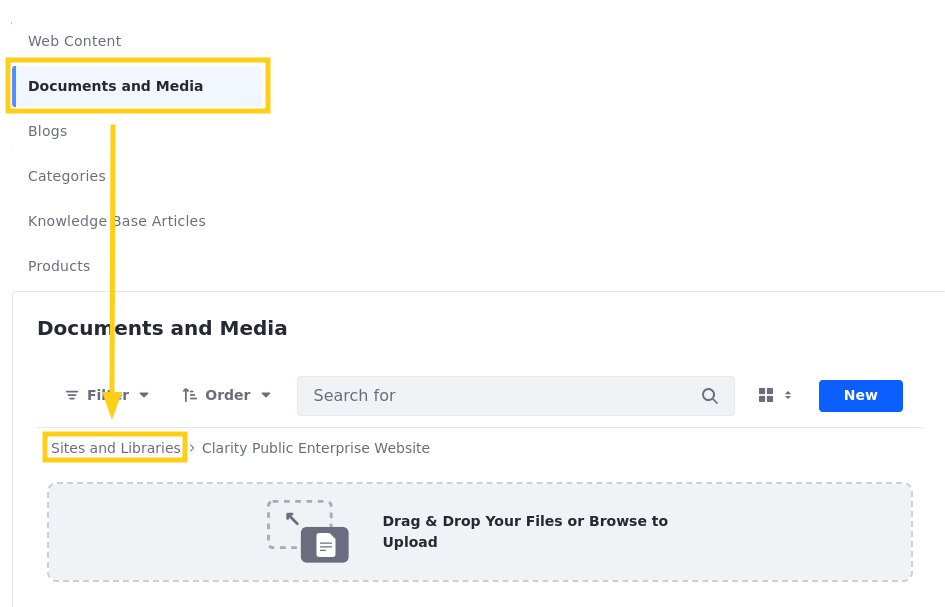 Web Content
Documents and Media
Blogs
Categories
Knowledge Base Articles
Products
Documents and Media
Filter
Order
Search for
New
Sites and Libraries › Clarity Public Enterprise Website
Drag & Drop Your Files or Browse to
Upload